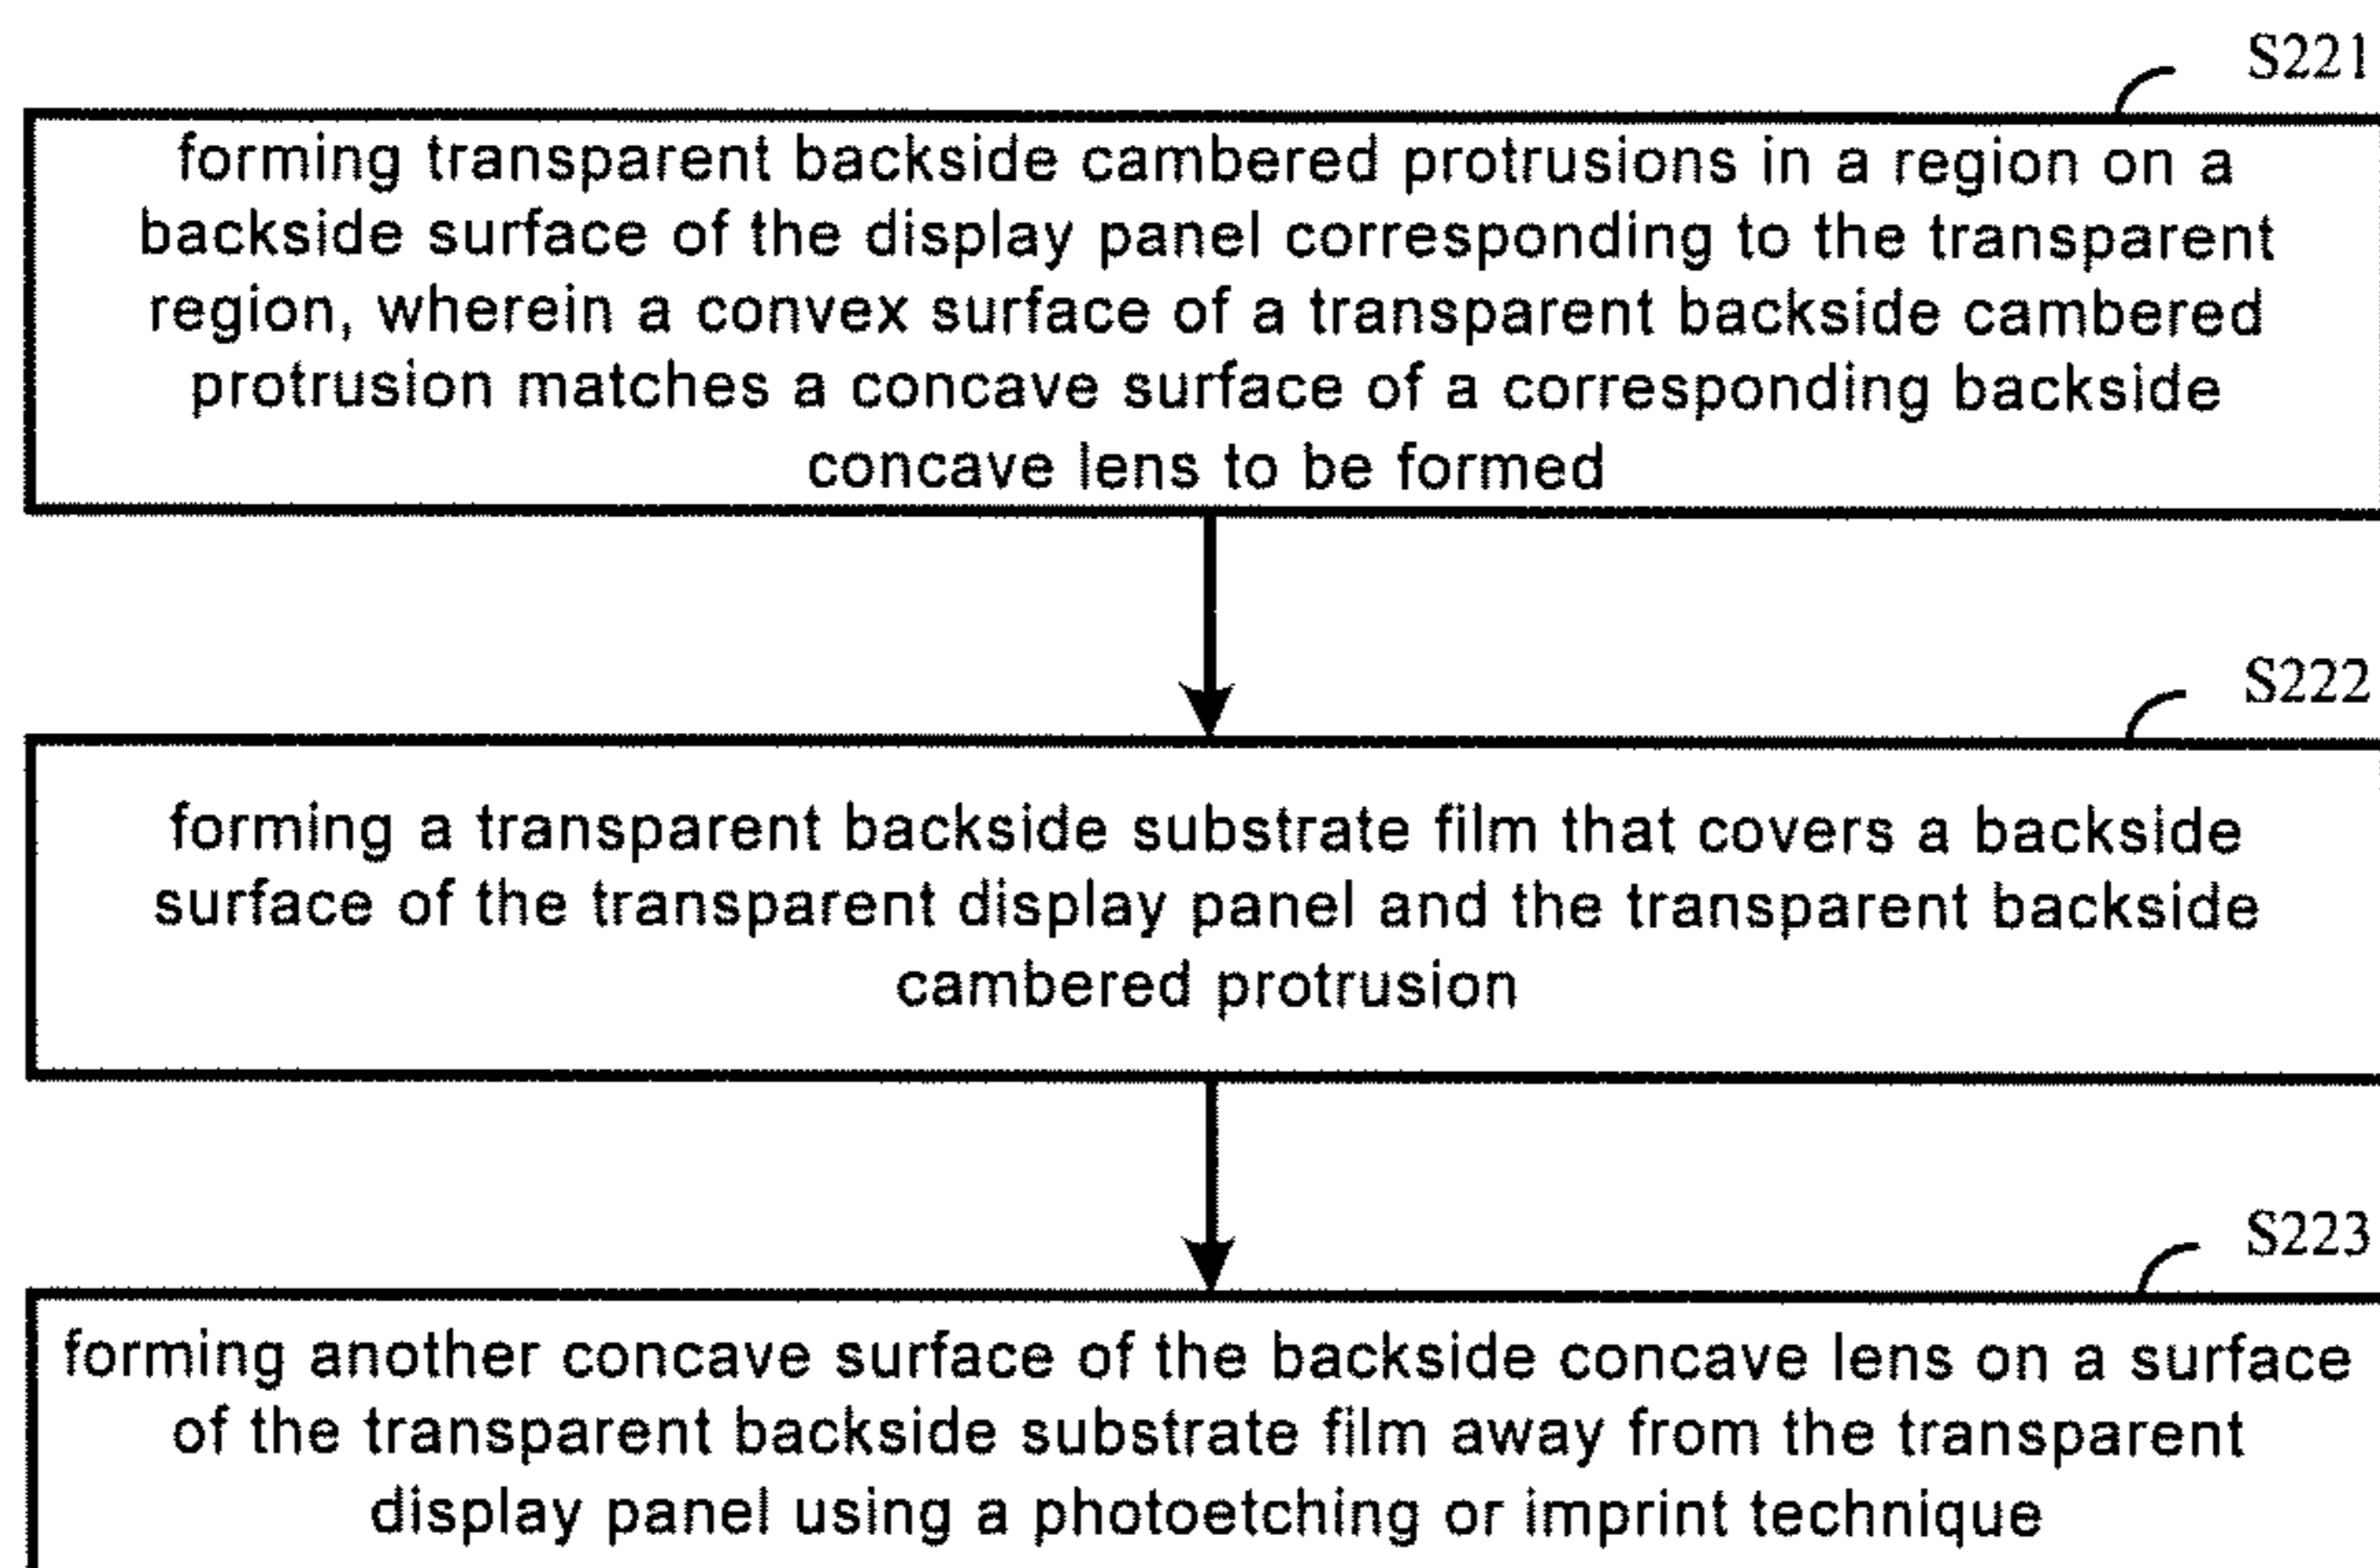 S221
forming transparent backside cambered protrusions in a region on a
backside surface of the display panel corresponding to the transparent
region, wherein a convex surface of a transparent backside cambered
protrusion matches a concave surface of a corresponding backside
concave lens to be formed
S222
forming a transparent backside substrate film that covers a backside
surface of the transparent display panel and the transparent backside
cambered protrusion
S223
forming another concave surface of the backside concave lens on a surface
of the transparent backside substrate film away from the transparent
display panel using a photoetching or imprint technique